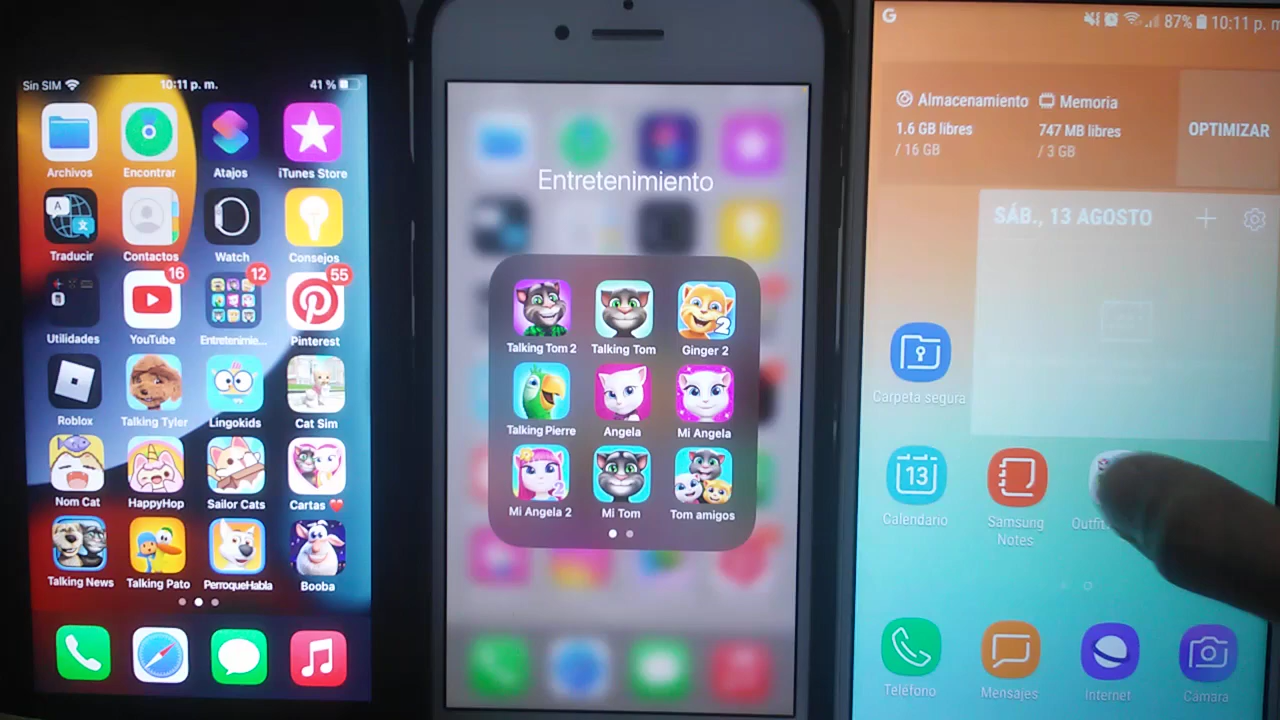 Sin SIM 10:11 p. m. 41 %
Archivos Encontrar Atajos iTunes Store
Traducir Contactos Watch Consejos
16 12 55
Utilidades YouTube Entretenimie... Pinterest
Roblox Talking Tyler Lingokids Cat Sim
Nom Cat HappyHop Sailor Cats Cartas ❤️
Talking News Talking Pato PerroqueHabla Booba
Entretenimiento
2
Talking Tom 2 Talking Tom Ginger 2
Talking Pierre Angela Mi Angela
2
Mi Angela 2 Mi Tom Tom amigos
G 87% 10:11 p. m
Almacenamiento Memoria
1.6 GB libres 747 MB libres
/ 16 GB / 3 GB
OPTIMIZAR
SÁB., 13 AGOSTO
Carpeta segura
13
Calendario Samsung
Notes
Teléfono Mensajes Internet Cámara